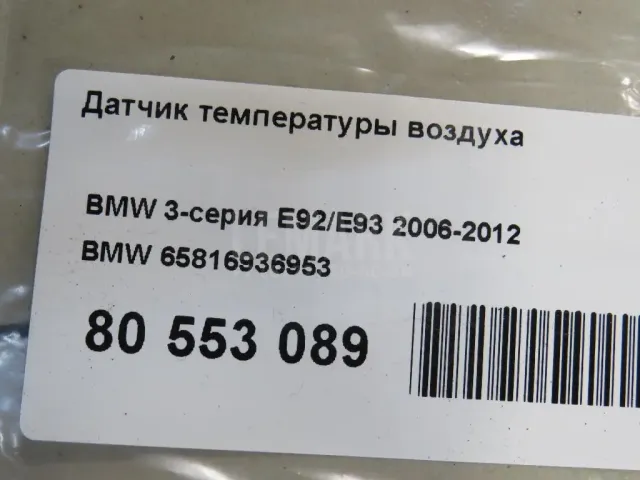 Датчик температуры воздуха
BMW 3-серия E92/E93 2006-2012
BMW 65816936953
80 553 089